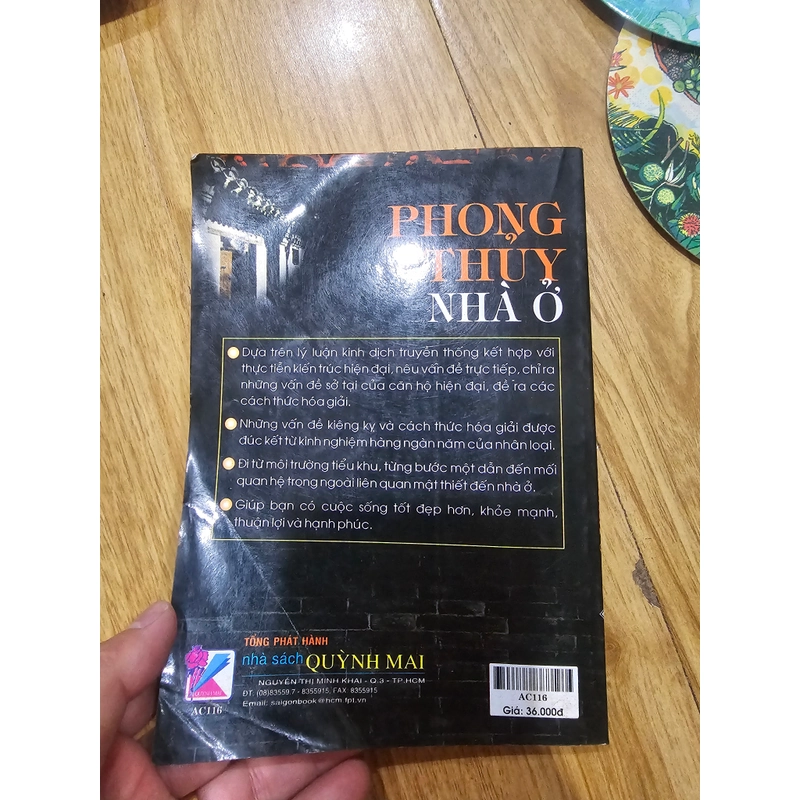 PHONG
THỦY
NHÀ Ở
Dựa trên lý luận kinh dịch truyền thống kết hợp với
thực tiễn kiến trúc hiện đại, nêu vấn đề trực tiếp, chỉ ra
những vấn đề sở tại của căn hộ hiện đại, đề ra các
cách thức hóa giải.
Những vấn đề kiêng kỵ và cách thức hóa giải được
đúc kết từ kinh nghiệm hàng ngàn năm của nhân loại.
Đi từ môi trường tiểu khu, từng bước một dẫn đến mối
quan hệ trong ngoài liên quan mật thiết đến nhà ở.
Giúp bạn có cuộc sống tốt đẹp hơn, khỏe mạnh,
thuận lợi và hạnh phúc.
TỔNG PHÁT HÀNH
nhà sách QUỲNH MAI
NGUYỄN THỊ MINH KHAI - Q.3 - TP.HCM
ĐT: (08)83559.7 - 8355915, FAX: 8355915
Email: saigonbook@hcm.fpt.vn
AC116
AC116
Giá: 36.000đ